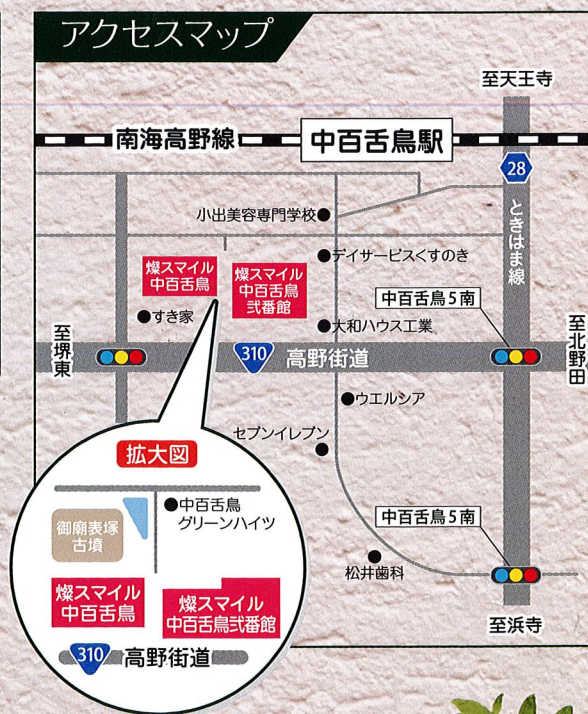 アクセスマップ
至天王寺
南海高野線
中百舌鳥駅
28
ときはま線
小出美容専門学校
デイサービスくすのき
燦スマイル
中百舌鳥
燦スマイル
中百舌鳥
弐番館
中百舌鳥5南
すき家
大和ハウス工業
至堺東
310
高野街道
至北野田
ウエルシア
セブンイレブン
拡大図
中百舌鳥
グリーンハイツ
御廟表塚
古墳
中百舌鳥5南
松井歯科
燦スマイル
中百舌鳥
燦スマイル
中百舌鳥弐番館
310
高野街道
至浜寺